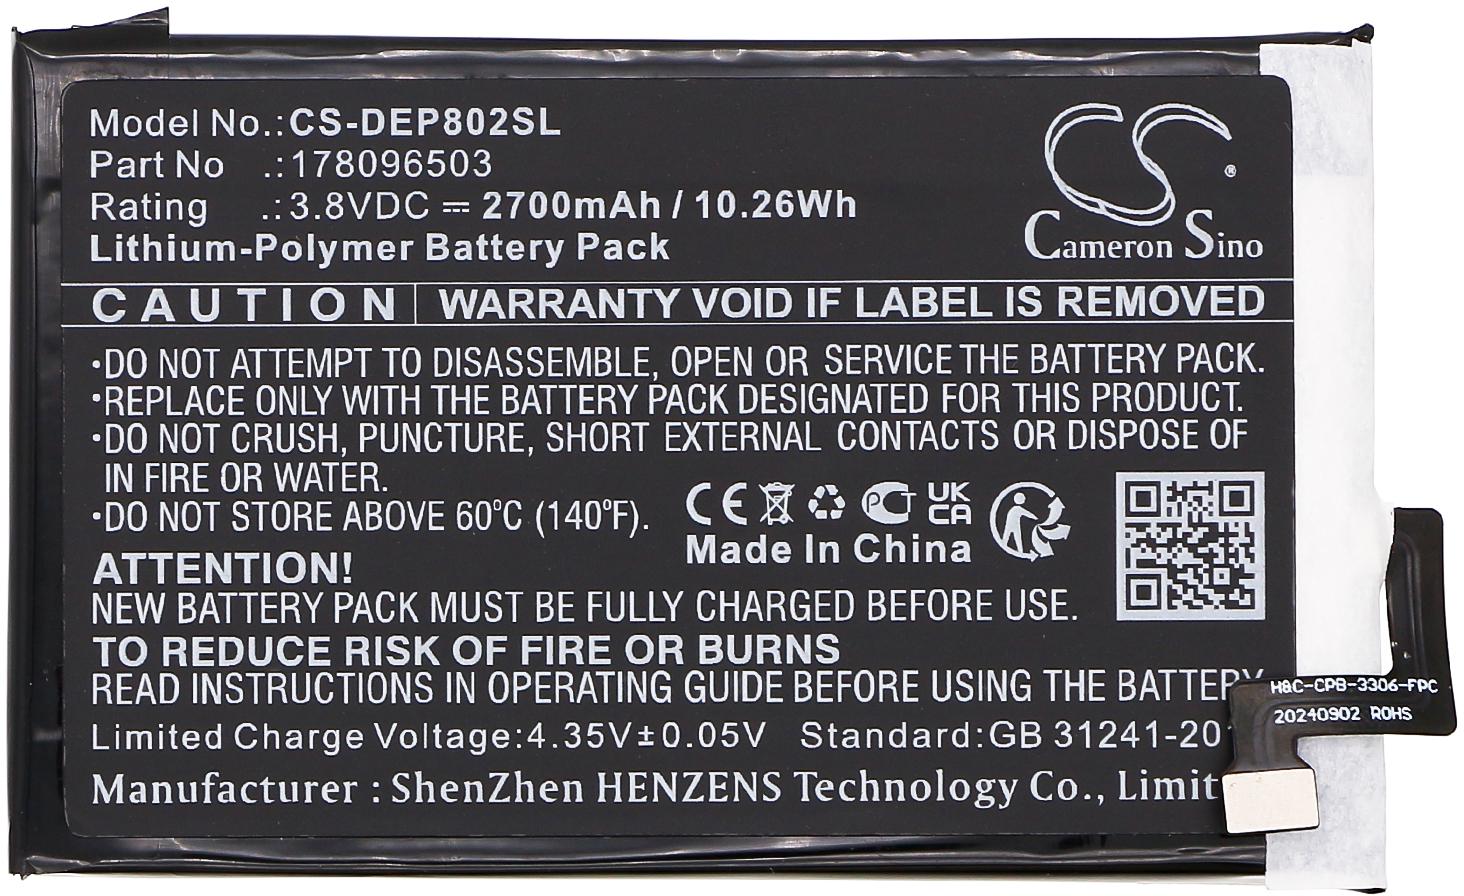 Model No.:CS-DEP802SL
Part No .:178096503
Rating .:3.8VDC ⎓ 2700mAh / 10.26Wh
Lithium-Polymer Battery Pack
CS ®
Cameron Sino
CAUTION WARRANTY VOID IF LABEL IS REMOVED
•DO NOT ATTEMPT TO DISASSEMBLE, OPEN OR SERVICE THE BATTERY PACK.
•REPLACE ONLY WITH THE BATTERY PACK DESIGNATED FOR THIS PRODUCT.
•DO NOT CRUSH, PUNCTURE, SHORT EXTERNAL CONTACTS OR DISPOSE OF
IN FIRE OR WATER.
•DO NOT STORE ABOVE 60°C (140°F).
CE PCT UKCA
Made In China
ATTENTION!
NEW BATTERY PACK MUST BE FULLY CHARGED BEFORE USE.
TO REDUCE RISK OF FIRE OR BURNS
READ INSTRUCTIONS IN OPERATING GUIDE BEFORE USING THE BATTERY
Limited Charge Voltage:4.35V±0.05V Standard:GB 31241-20
Manufacturer : ShenZhen HENZENS Technology Co., Limit
H&C-CPB-3306-FPC
20240902 ROHS